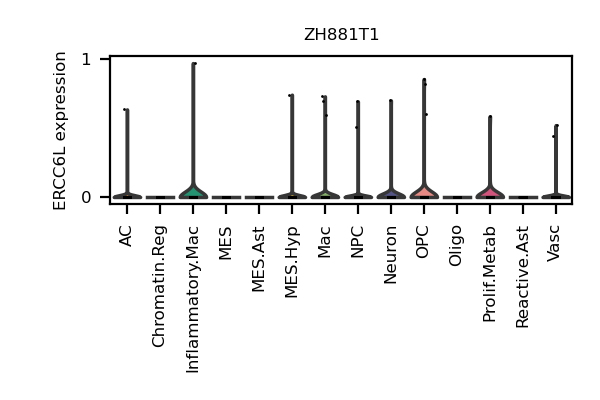 ZH881T1
ERCC6L expression
1
0
AC
Chromatin.Reg
Inflammatory.Mac
MES
MES.Ast
MES.Hyp
Mac
NPC
Neuron
OPC
Oligo
Prolif.Metab
Reactive.Ast
Vasc